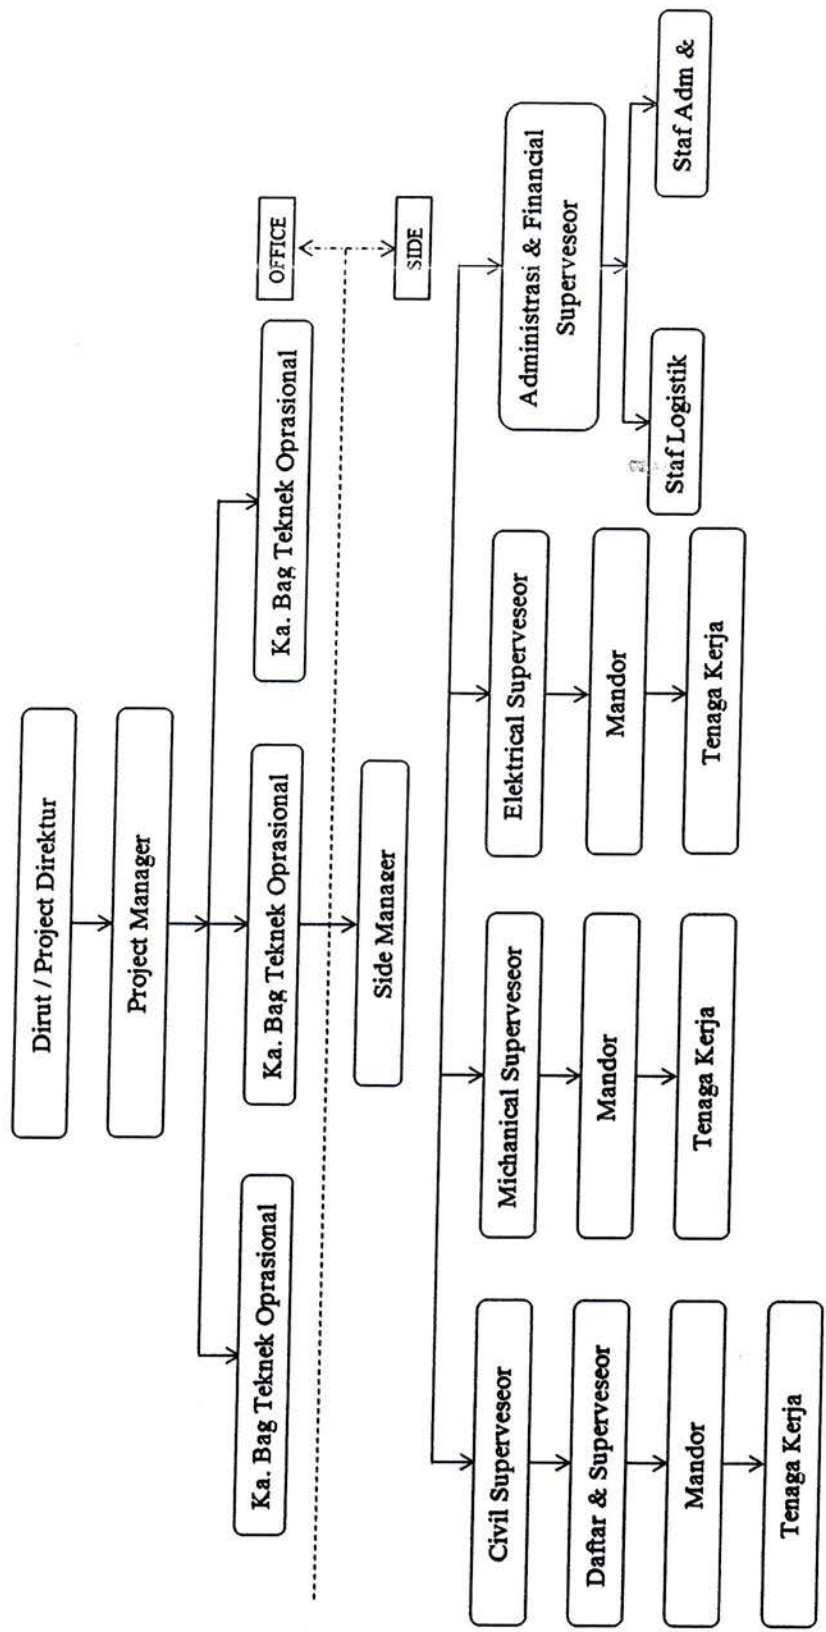 Dirut / Project Direktur
Project Manager
Ka. Bag Teknek Oprasional
Ka. Bag Teknek Oprasional
Ka. Bag Teknek Oprasional
OFFICE
SIDE
Side Manager
Civil Superveseor
Michanical Superveseor
Elektrical Superveseor
Administrasi & Financial
Superveseor
Daftar & Superveseor
Mandor
Mandor
Staf Logistik
Staf Adm &
Mandor
Tenaga Kerja
Tenaga Kerja
Tenaga Kerja